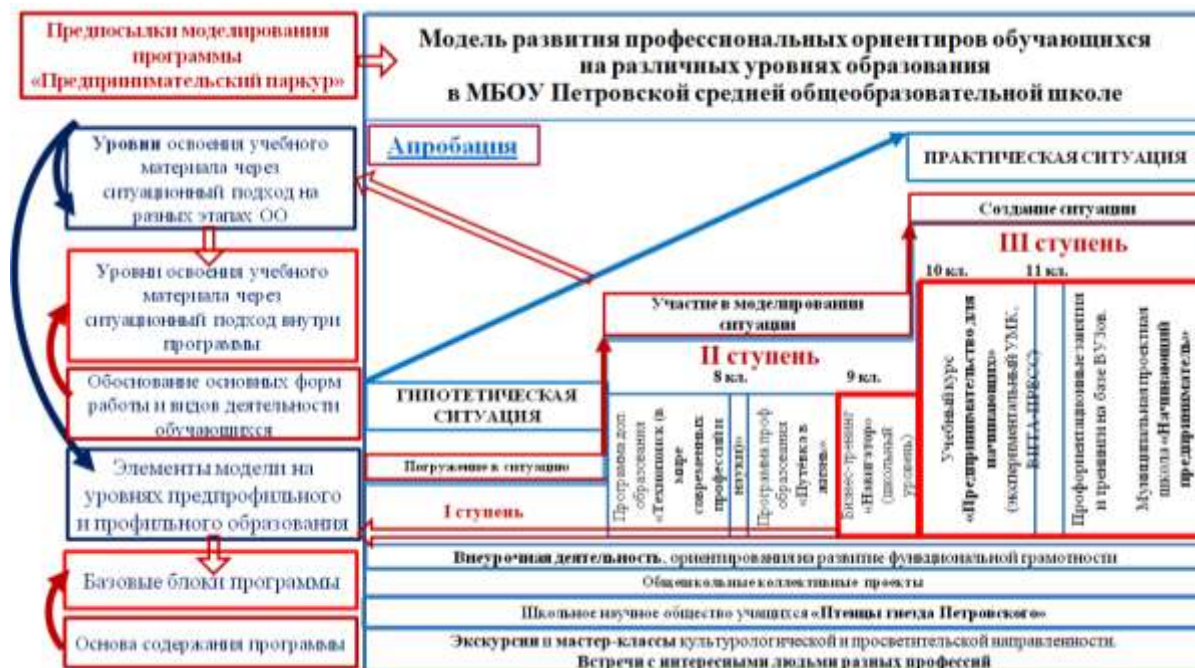 Предпосылки моделирования
программы
«Предпринимательский паркур»
Модель развития профессиональных ориентиров обучающихся
на различных уровнях образования
в МБОУ Петровской средней общеобразовательной школе
Уровни освоения учебного
материала через
ситуационный подход на
разных этапах ОО
Уровни освоения учебного
материала через
ситуационный подход внутри
программы
Обоснование основных форм
работы и видов деятельности
обучающихся
Элементы модели на
уровнях предпрофильного
и профильного образования
Базовые блоки программы
Основа содержания программы
Апробация
ПРАКТИЧЕСКАЯ СИТУАЦИЯ
Создание ситуации
III ступень
10 кл.
11 кл.
Учебный курс
«Предпринимательство для
начинающих»
(экспериментальный УМК,
ВИТА-ПРЕСС)
Профориентационные занятия
и тренинги на базе ВУЗов.
Муниципальная проектная
школа «Начинающий
предприниматель»
Участие в моделировании
ситуации
II ступень
8 кл.
9 кл.
Программа доп.
образования
«Технопоиск (в
мире
современных
профессий и
науки)»
Программа проф
образования
«Путёвка в
жизнь»
Бизнес-тренинг
«Навигатор»
(школьный
уровень)
ГИПОТЕТИЧЕСКАЯ
СИТУАЦИЯ
Погружение в ситуацию
I ступень
Внеурочная деятельность, ориентирования на развитие функциональной грамотности
Общешкольные коллективные проекты
Школьное научное общество учащихся «Птенцы гнезда Петровского»
Экскурсии и мастер-классы культурологической и просветительской направленности.
Встречи с интересными людьми разных профессий